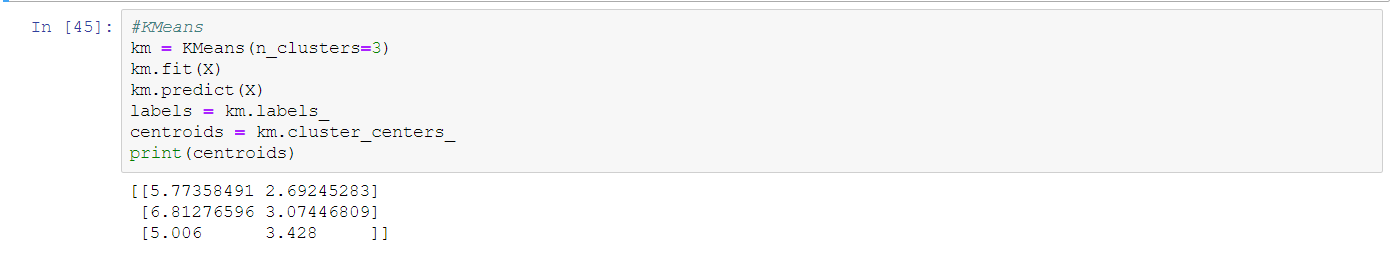 In [45]: #KMeans
km = KMeans(n_clusters=3)
km.fit(X)
km.predict(X)
labels = km.labels_
centroids = km.cluster_centers_
print(centroids)
[[5.77358491 2.69245283]
 [6.81276596 3.07446809]
 [5.006      3.428     ]]